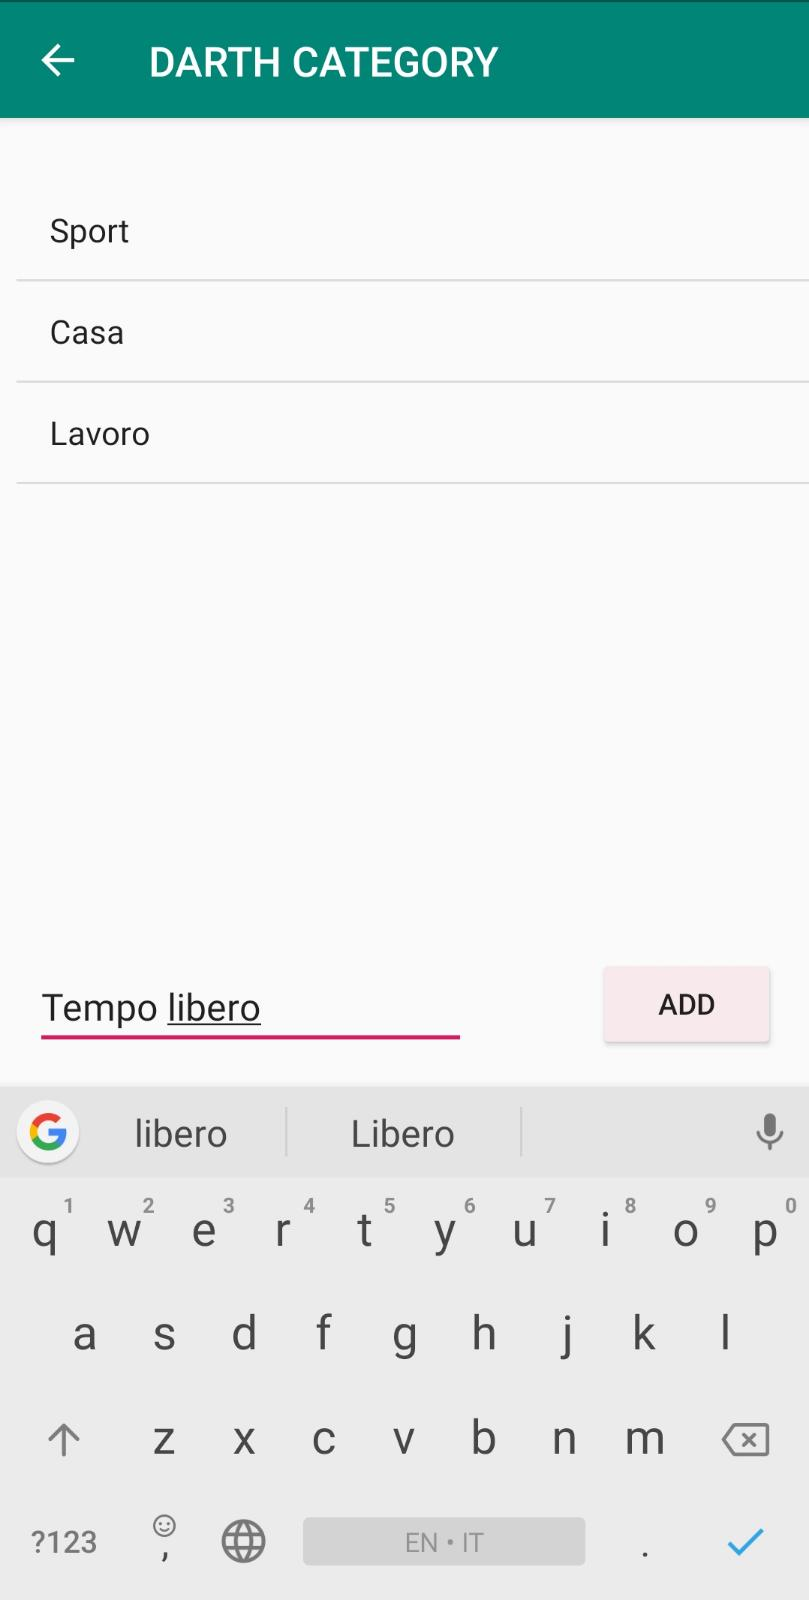 DARTH CATEGORY
Sport
Casa
Lavoro
Tempo libero
ADD
libero Libero
1 2 3 4 5 6 7 8 9 0
q w e r t y u i o p
a s d f g h j k l
z x c v b n m
?123 , EN • IT .